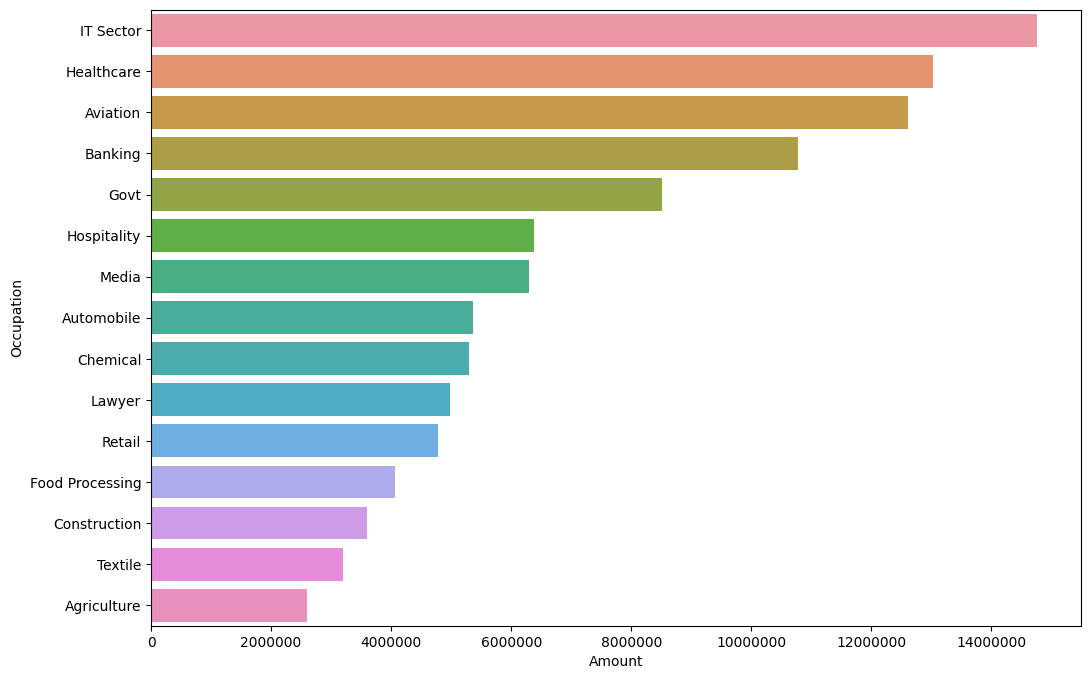 IT Sector
Healthcare
Aviation
Banking
Govt
Hospitality
Media
Automobile
Chemical
Lawyer
Retail
Food Processing
Construction
Textile
Agriculture
Occupation
0 2000000 4000000 6000000 8000000 10000000 12000000 14000000
Amount